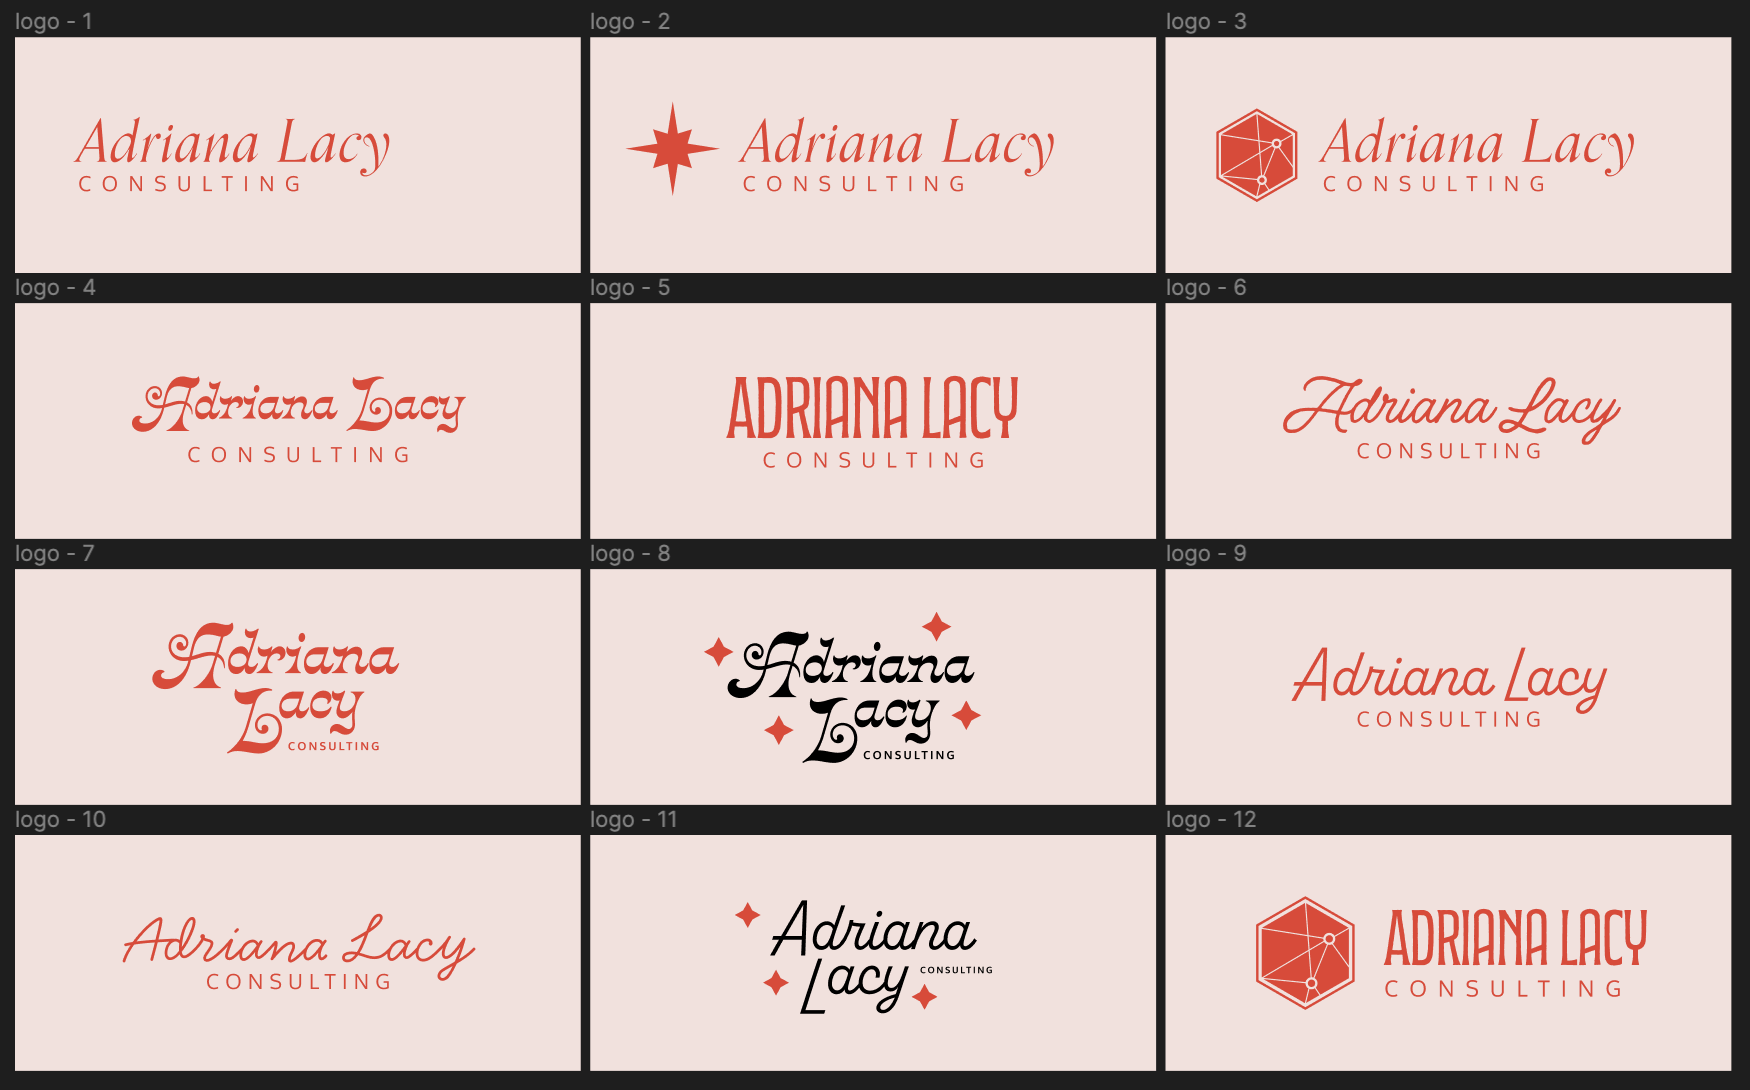 logo - 1
Adriana Lacy
CONSULTING
logo - 2
Adriana Lacy
CONSULTING
logo - 3
Adriana Lacy
CONSULTING
logo - 4
Adriana Lacy
CONSULTING
logo - 5
ADRIANA LACY
CONSULTING
logo - 6
Adriana Lacy
CONSULTING
logo - 7
Adriana
Lacy
CONSULTING
logo - 8
Adriana
Lacy
CONSULTING
logo - 9
Adriana Lacy
CONSULTING
logo - 10
Adriana Lacy
CONSULTING
logo - 11
Adriana
Lacy CONSULTING
logo - 12
ADRIANA LACY
CONSULTING